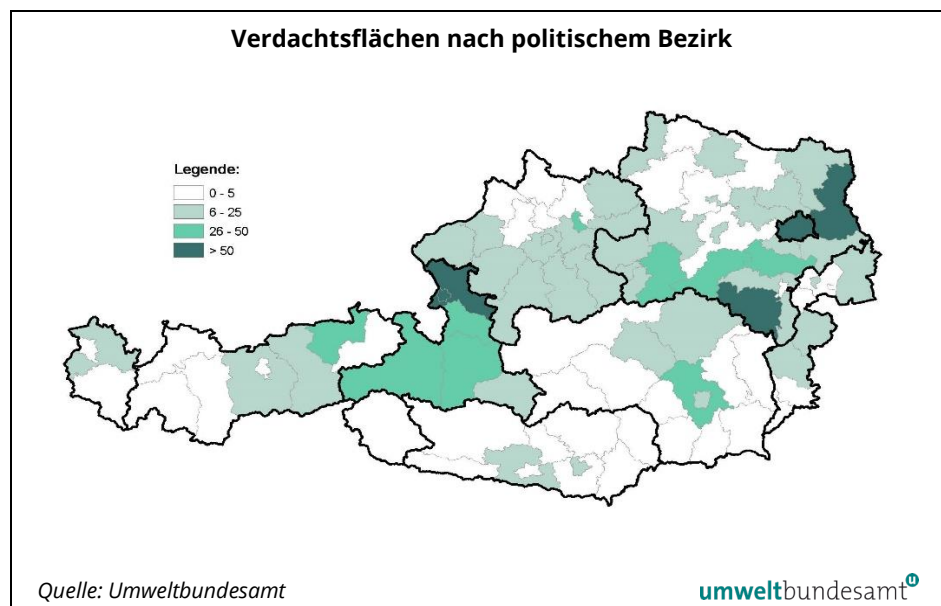 Verdachtsflächen nach politischem Bezirk
Legende:
0 - 5
6 - 25
26 - 50
> 50
Quelle: Umweltbundesamt
umweltbundesamt u